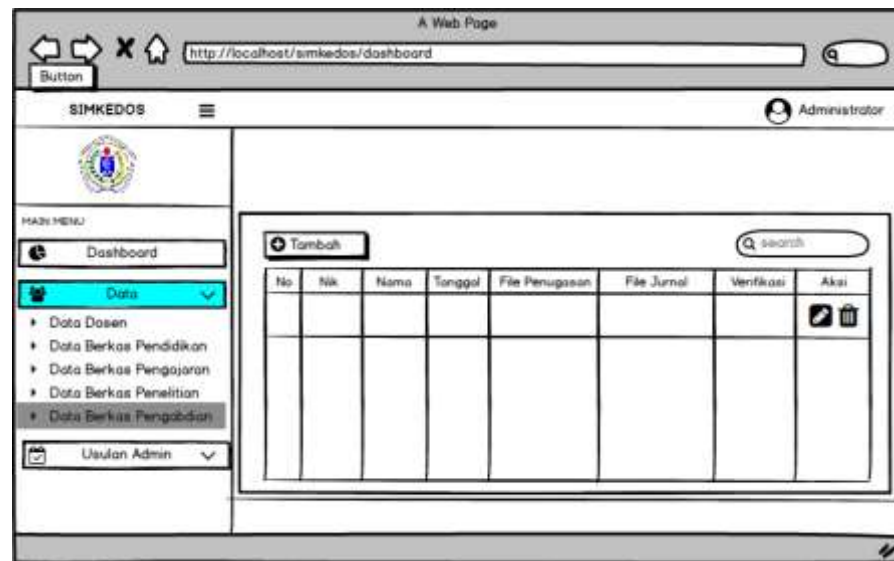 A Web Page
http://localhost/simkedos/dashboard
Button
SIMKEDOS
Administrator
MAIN MENU
Dashboard
Tambah
search
Data
No Nik Nama Tanggal File Penugasan File Jurnal Verifikasi Aksi
Data Dosen
Data Berkas Pendidikan
Data Berkas Pengajaran
Data Berkas Penelitian
Data Berkas Pengabdian
Usulan Admin